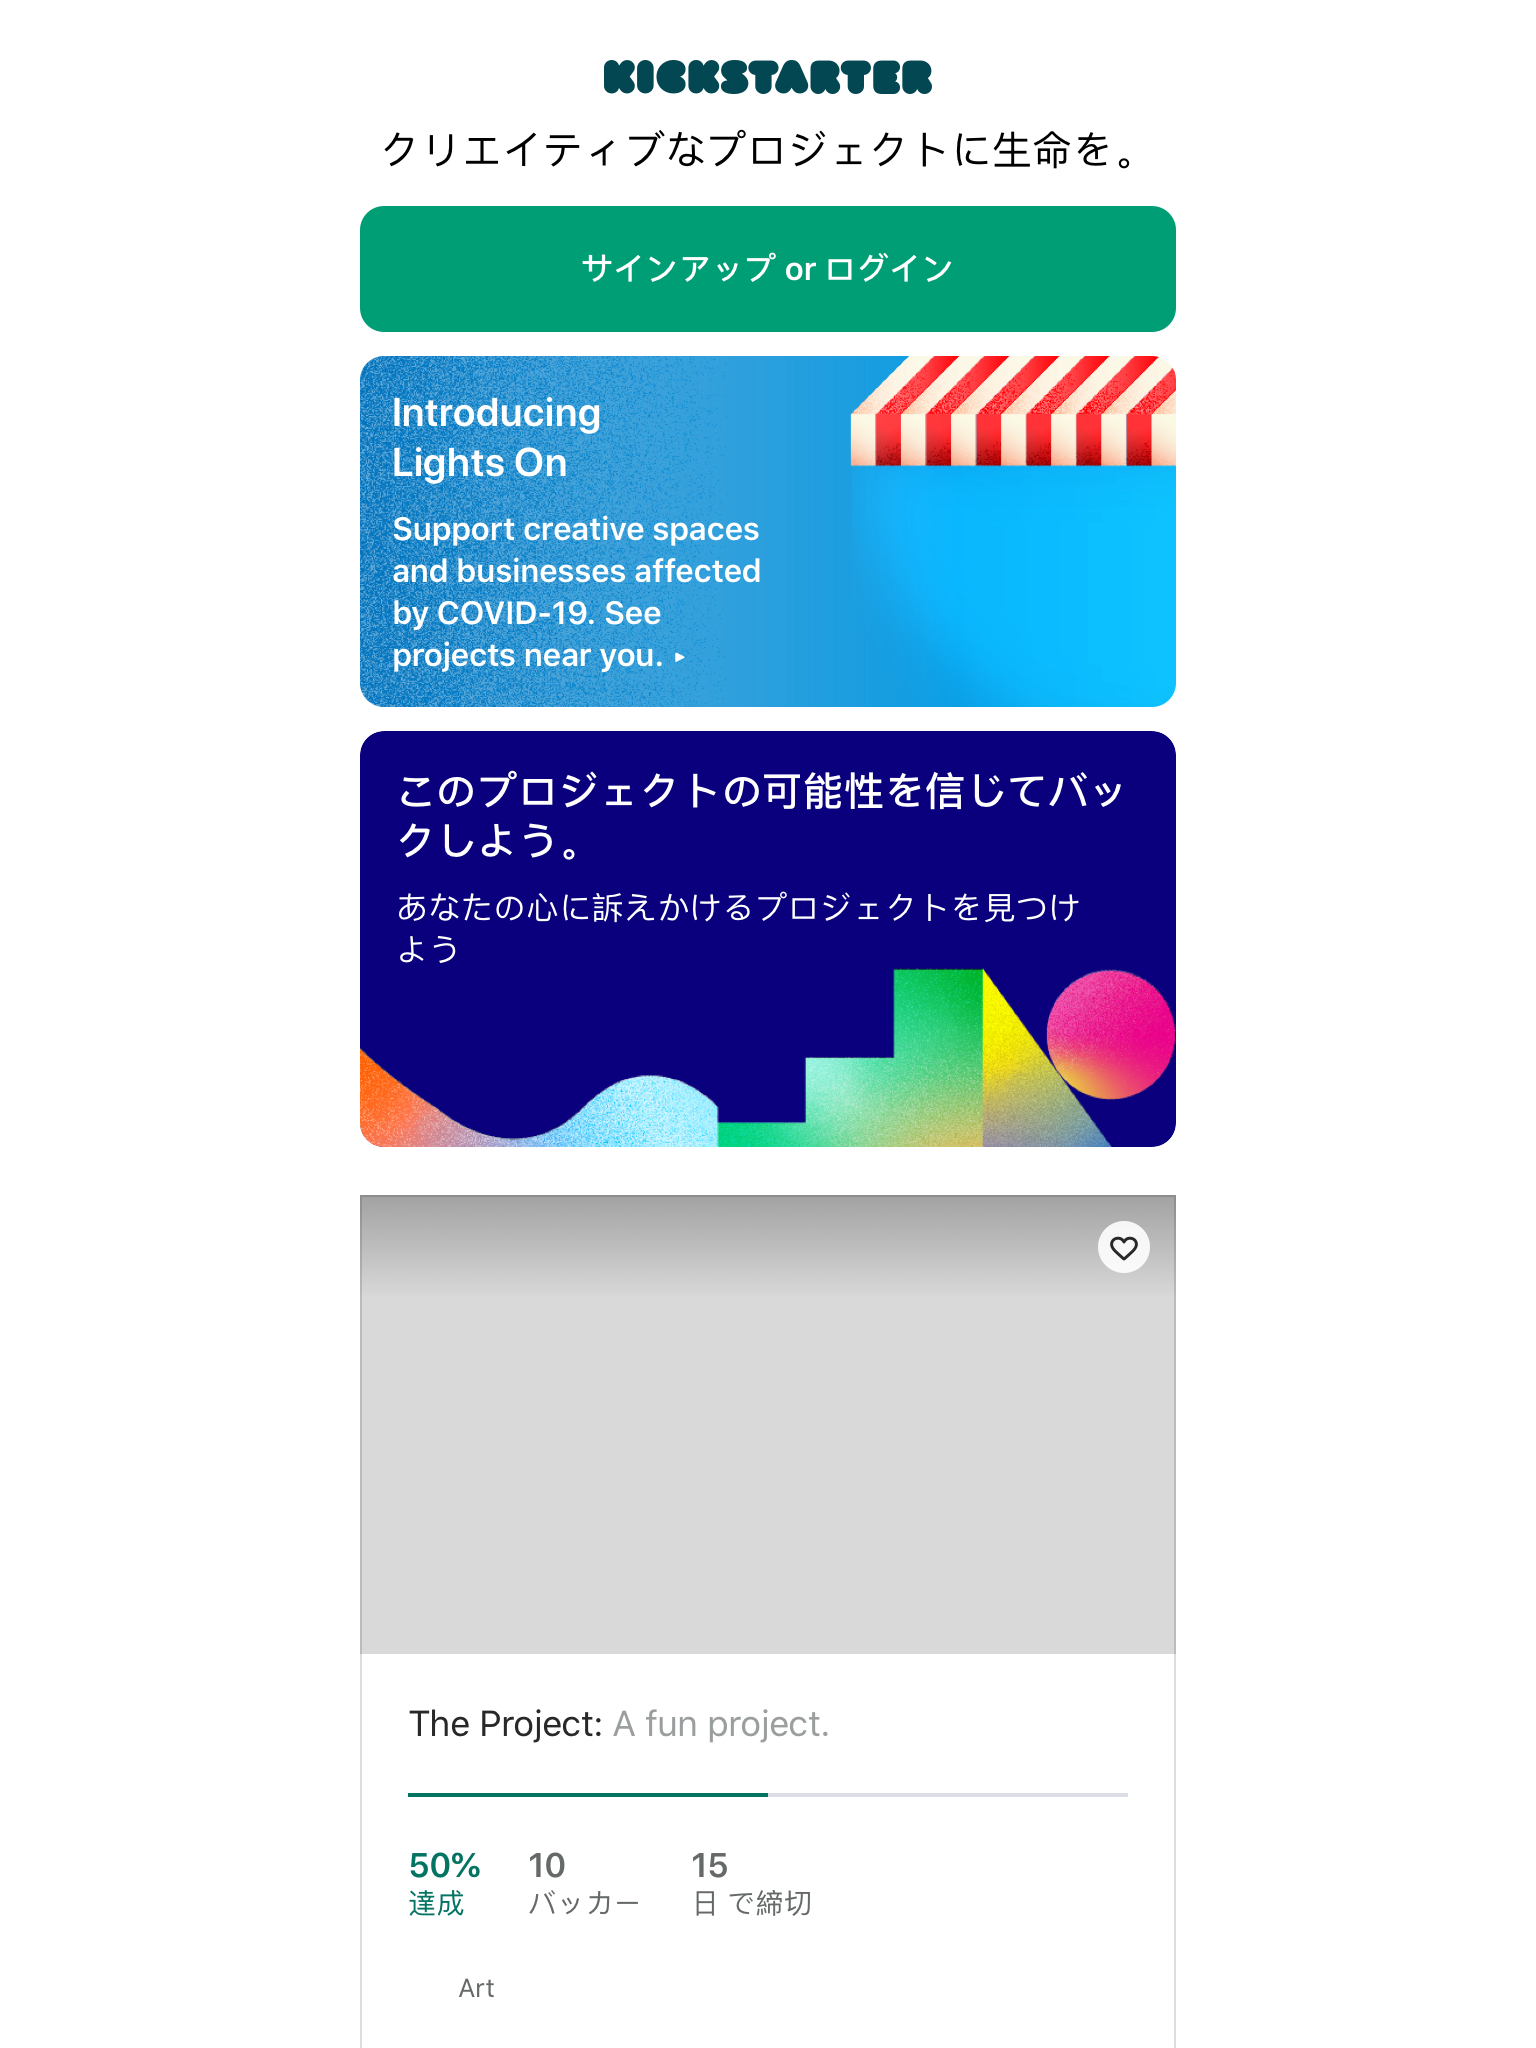 KICKSTARTER
クリエイティブなプロジェクトに生命を。
サインアップ or ログイン
Introducing
Lights On
Support creative spaces
and businesses affected
by COVID-19. See
projects near you. ▸
このプロジェクトの可能性を信じてバッ
クしよう。
あなたの心に訴えかけるプロジェクトを見つけ
よう
The Project: A fun project.
50% 10 15
達成 バッカー 日 で締切
Art